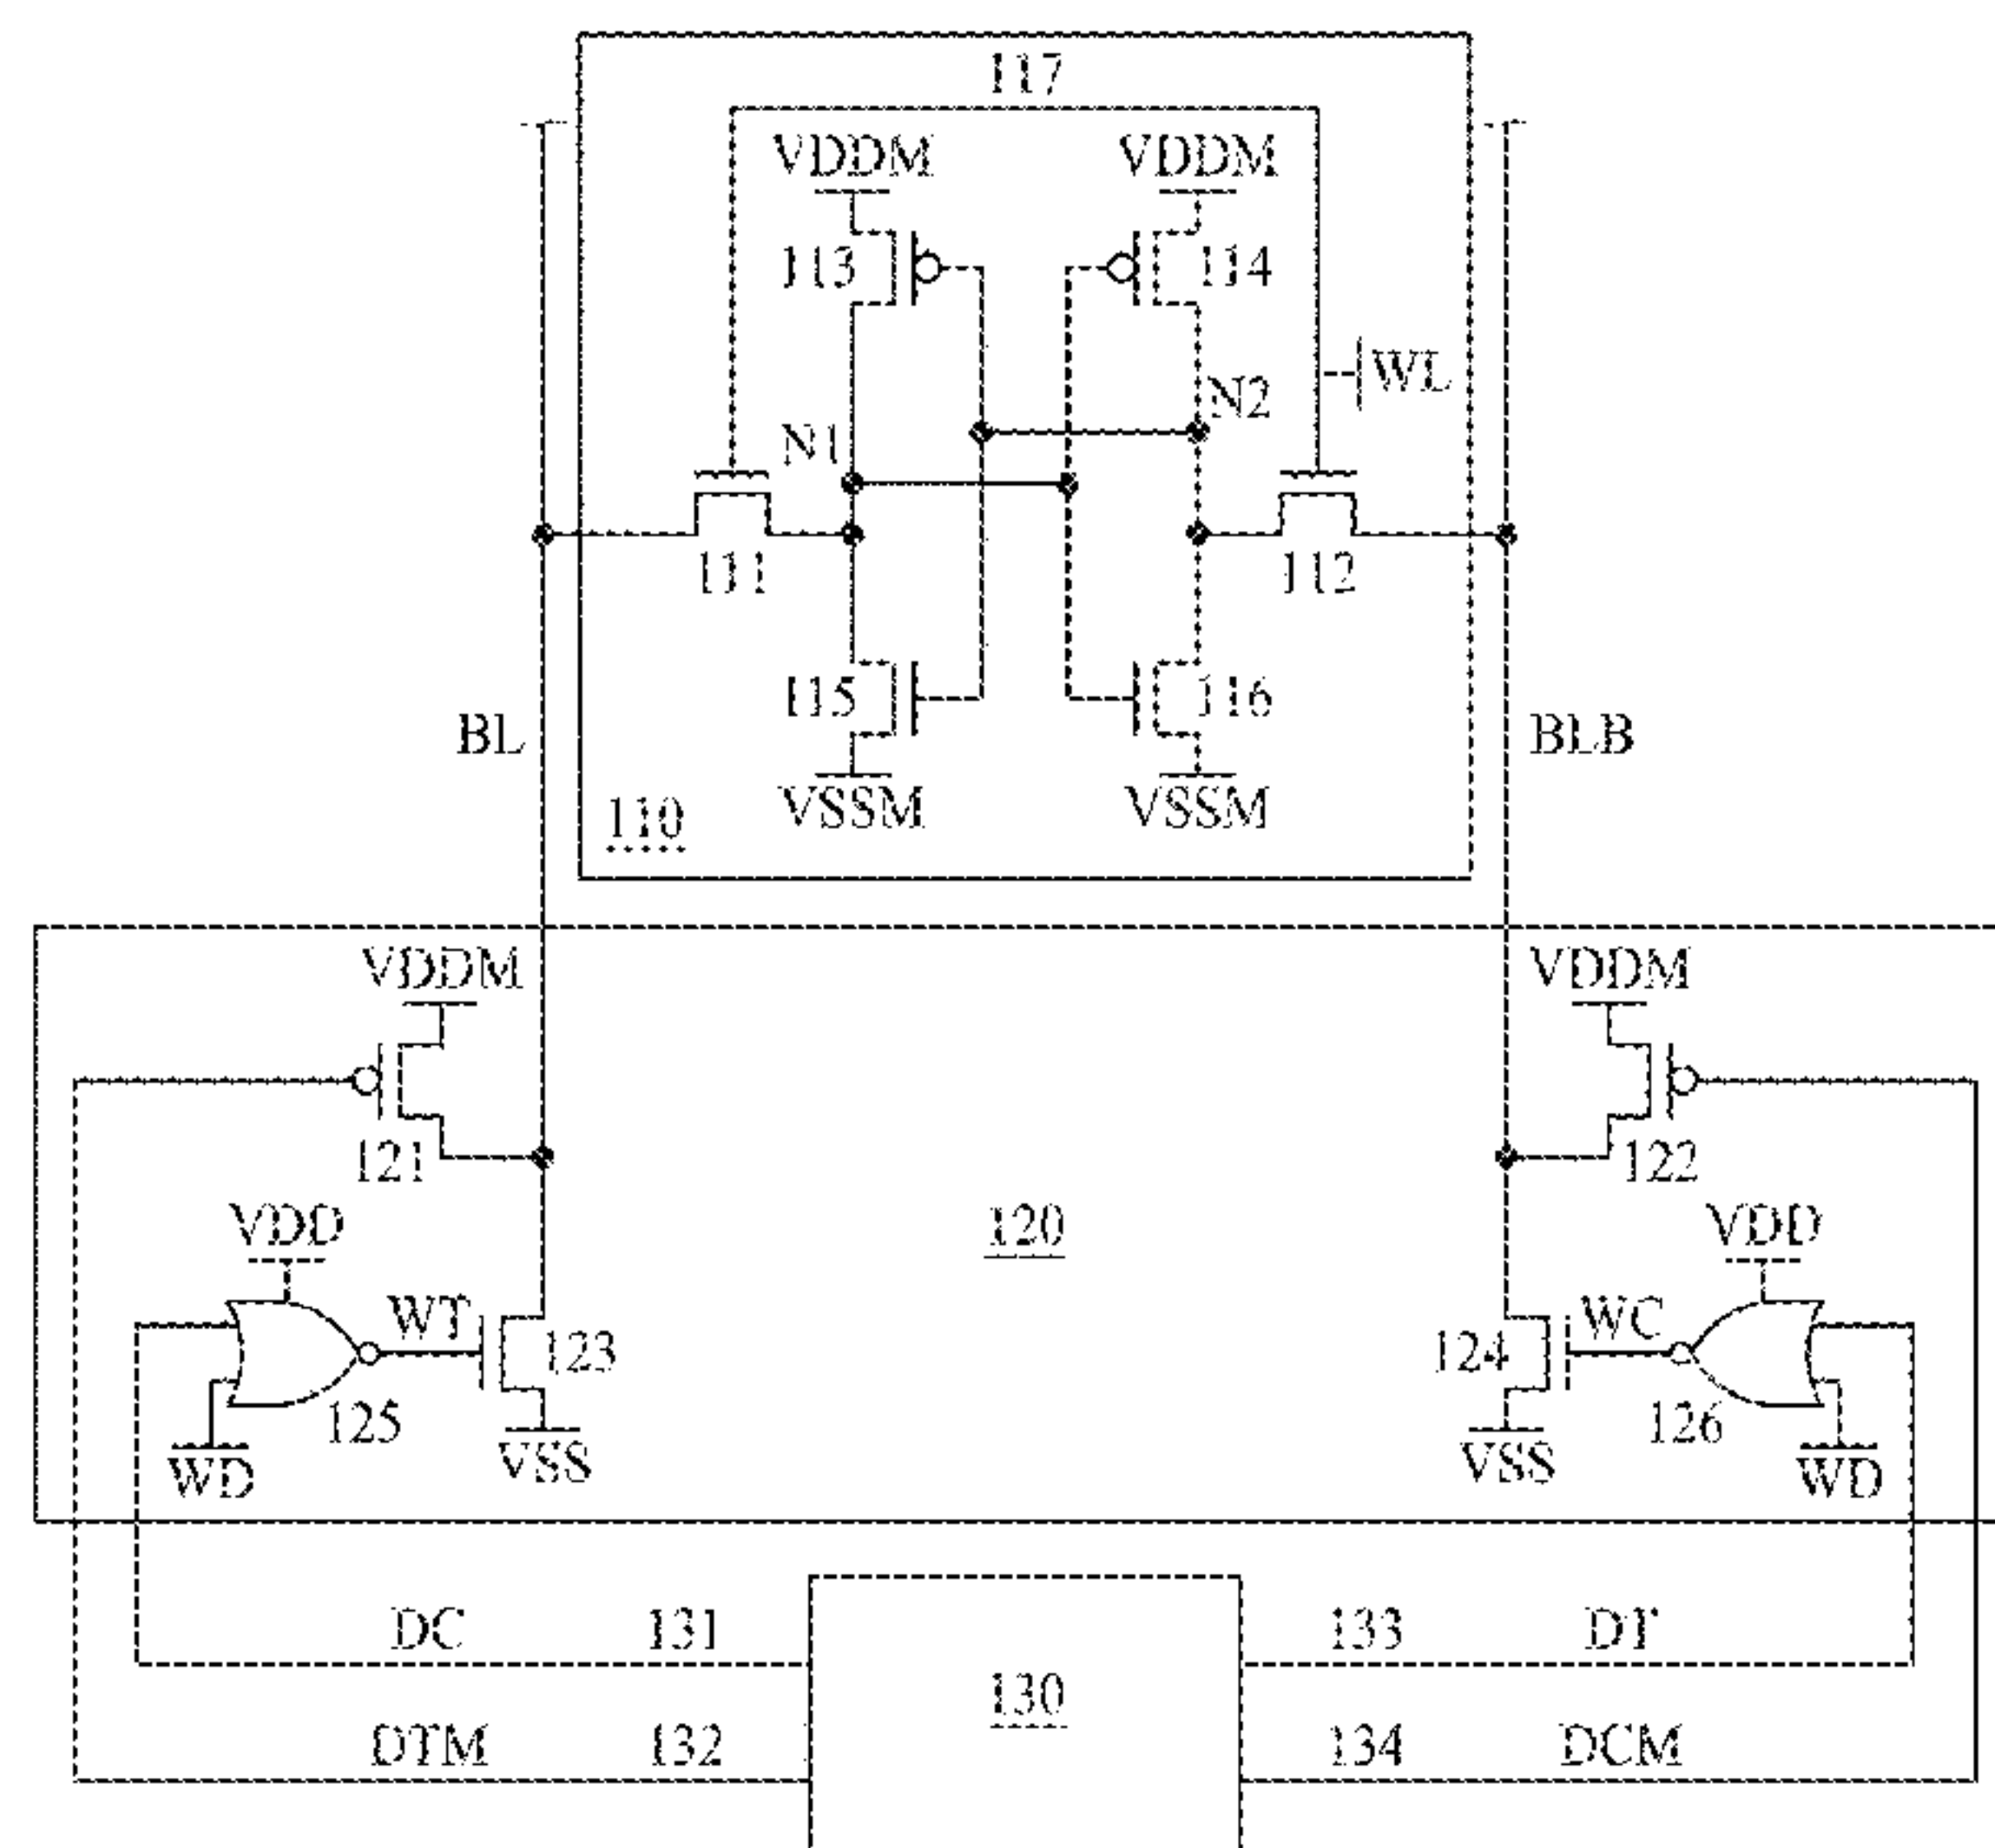 117
VDDM VDDM
113 114
WL
N2
N1
111 112
115 116
BL BLB
VSSM VSSM
110
VDDM VDDM
121 122
VDD 120 VDD
WT 123 124 WC
125 126
WD VSS VSS WD
DC 131 133 DT
130
DTM 132 134 DCM